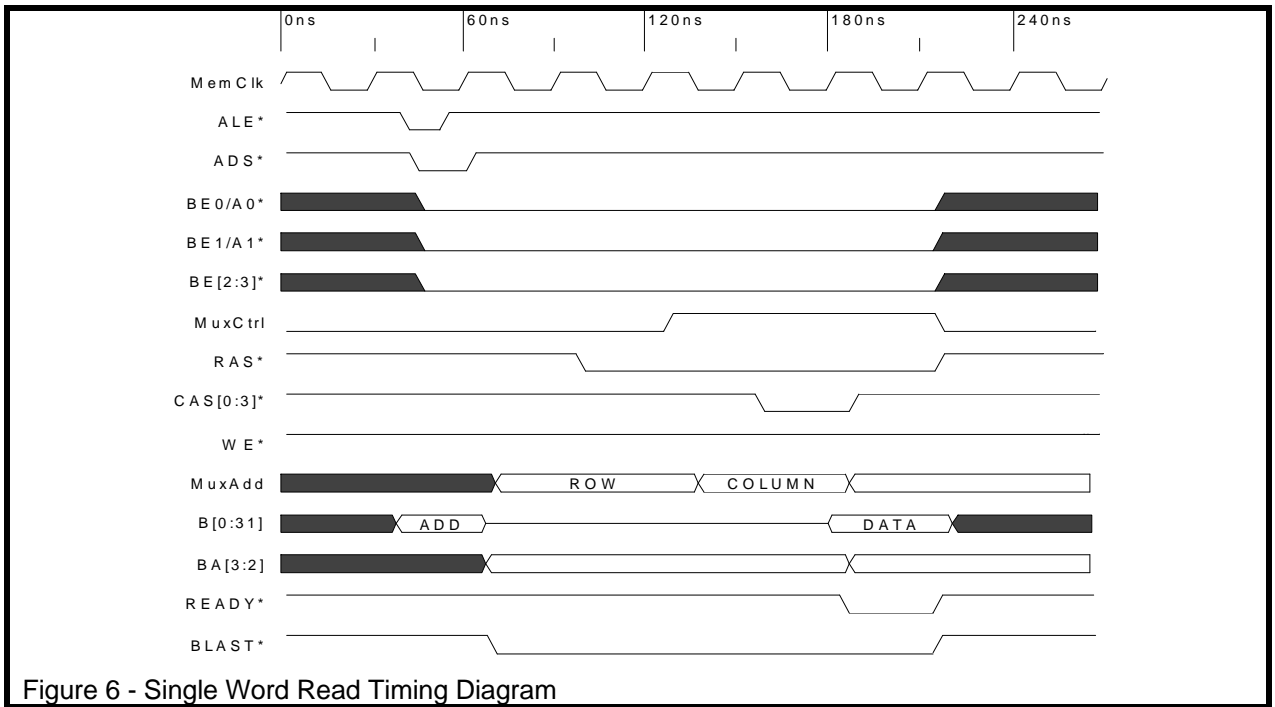 0ns 60ns 120ns 180ns 240ns
MemClk
ALE*
ADS*
BE0/A0*
BE1/A1*
BE[2:3]*
MuxCtrl
RAS*
CAS[0:3]*
WE*
MuxAdd ROW COLUMN
B[0:31] ADD DATA
BA[3:2]
READY*
BLAST*
Figure 6 - Single Word Read Timing Diagram